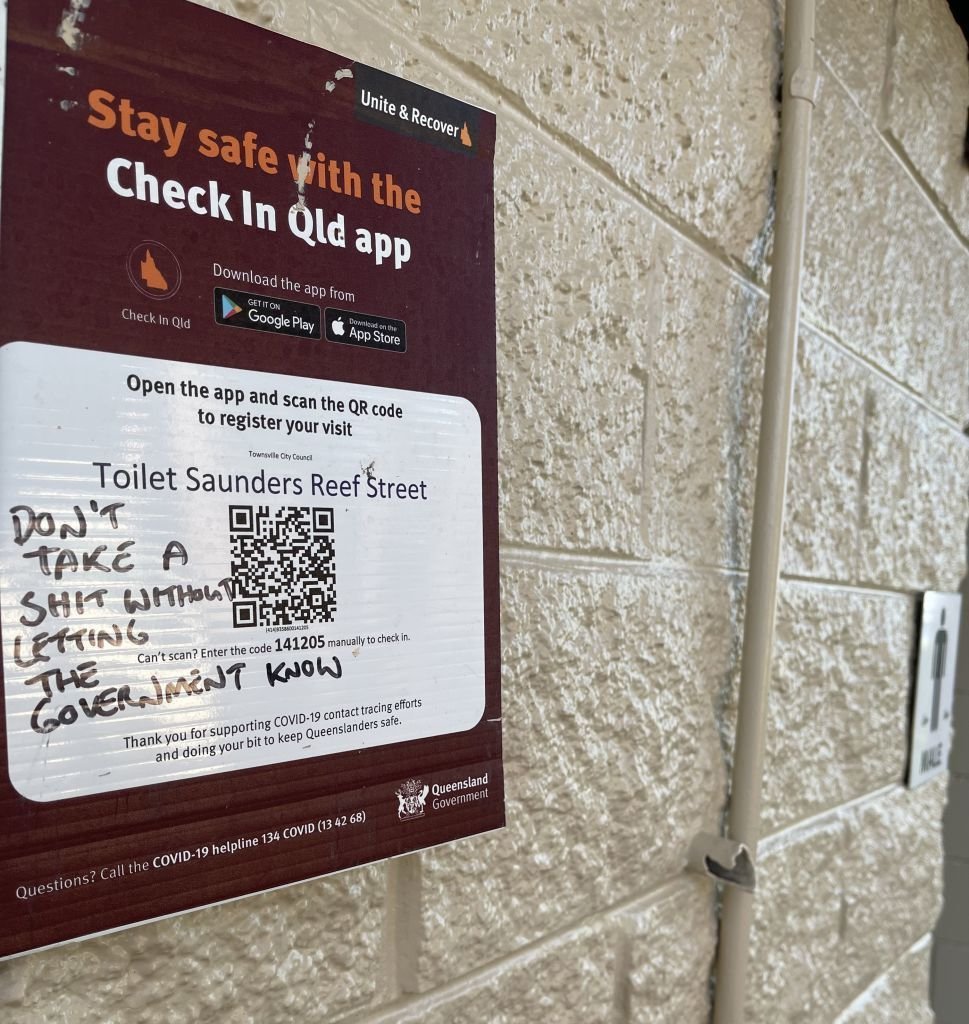 Unite & Recover
Stay safe with the
Check In Qld app
Download the app from
Check In Qld
GET IT ON
Google Play
Download on the
App Store
Open the app and scan the QR code
to register your visit
Townsville City Council
Toilet Saunders Reef Street
DON'T
TAKE A
SHIT WITHOUT
LETTING
THE
GOVERNMENT KNOW
Can't scan? Enter the code 141205 manually to check in.
Thank you for supporting COVID-19 contact tracing efforts
and doing your bit to keep Queenslanders safe.
Queensland
Government
Questions? Call the COVID-19 helpline 134 COVID (13 42 68)
MALE